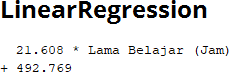 LinearRegression
21.608 * Lama Belajar (Jam)
+ 492.769